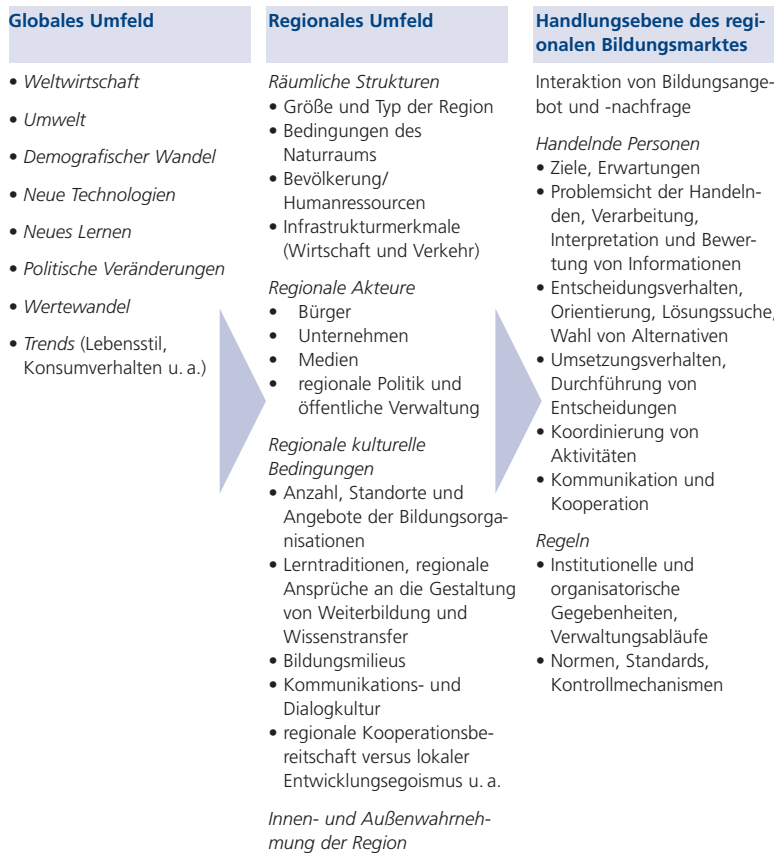 Globales Umfeld
• Weltwirtschaft
• Umwelt
• Demografischer Wandel
• Neue Technologien
• Neues Lernen
• Politische Veränderungen
• Wertewandel
• Trends (Lebensstil,
Konsumverhalten u. a.)
Regionales Umfeld
Räumliche Strukturen
• Größe und Typ der Region
• Bedingungen des
Naturraums
• Bevölkerung/
Humanressourcen
• Infrastrukturmerkmale
(Wirtschaft und Verkehr)
Regionale Akteure
• Bürger
• Unternehmen
• Medien
• regionale Politik und
öffentliche Verwaltung
Regionale kulturelle
Bedingungen
• Anzahl, Standorte und
Angebote der Bildungsorga-
nisationen
• Lerntraditionen, regionale
Ansprüche an die Gestaltung
von Weiterbildung und
Wissenstransfer
• Bildungsmilieus
• Kommunikations- und
Dialogkultur
• regionale Kooperationsbe-
reitschaft versus lokaler
Entwicklungsegoismus u. a.
Innen- und Außenwahrneh-
mung der Region
Handlungsebene des regi-
onalen Bildungsmarktes
Interaktion von Bildungsange-
bot und -nachfrage
Handelnde Personen
• Ziele, Erwartungen
• Problemsicht der Handeln-
den, Verarbeitung,
Interpretation und Bewer-
tung von Informationen
• Entscheidungsverhalten,
Orientierung, Lösungssuche,
Wahl von Alternativen
• Umsetzungsverhalten,
Durchführung von
Entscheidungen
• Koordinierung von
Aktivitäten
• Kommunikation und
Kooperation
Regeln
• Institutionelle und
organisatorische
Gegebenheiten,
Verwaltungsabläufe
• Normen, Standards,
Kontrollmechanismen